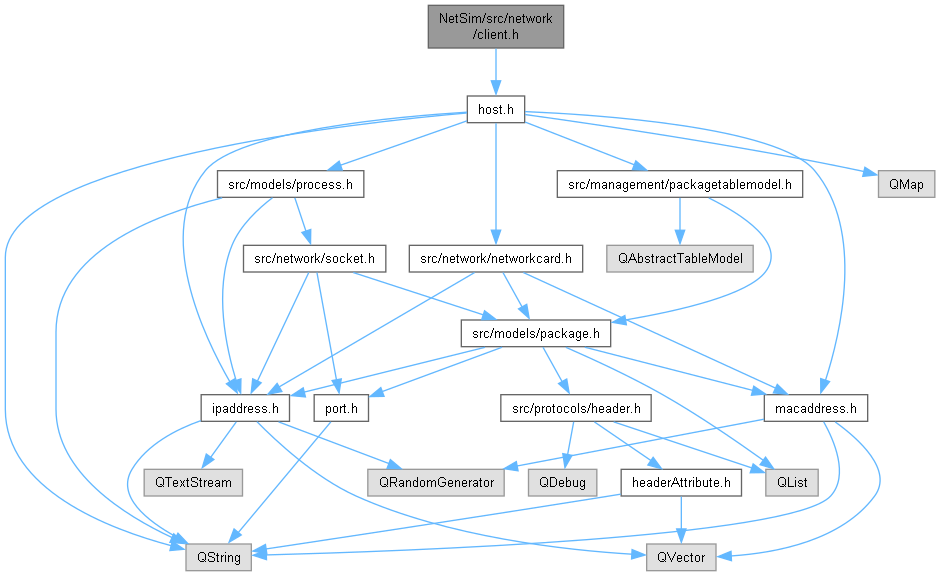 NetSim/src/network
/client.h
host.h
src/models/process.h
src/management/packagetablemodel.h
QMap
src/network/socket.h
src/network/networkcard.h
QAbstractTableModel
src/models/package.h
ipaddress.h
port.h
src/protocols/header.h
macaddress.h
QTextStream
QRandomGenerator
QDebug
headerAttribute.h
QList
QString
QVector